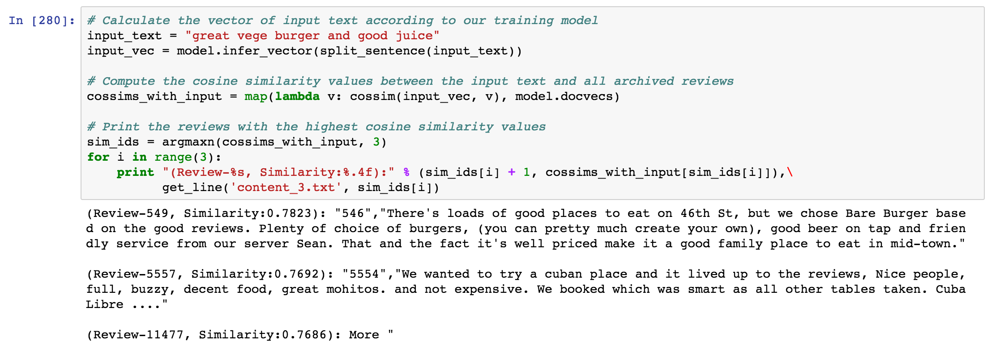 In [280]:
# Calculate the vector of input text according to our training model
input_text = "great vege burger and good juice"
input_vec = model.infer_vector(split_sentence(input_text))
# Compute the cosine similarity values between the input text and all archived reviews
cossims_with_input = map(lambda v: cossim(input_vec, v), model.docvecs)
# Print the reviews with the highest cosine similarity values
sim_ids = argmaxn(cossims_with_input, 3)
for i in range(3):
    print "(Review-%s, Similarity:%.4f):" % (sim_ids[i] + 1, cossims_with_input[sim_ids[i]]),\
          get_line('content_3.txt', sim_ids[i])
(Review-549, Similarity:0.7823): "546","There's loads of good places to eat on 46th St, but we chose Bare Burger base
d on the good reviews. Plenty of choice of burgers, (you can pretty much create your own), good beer on tap and frien
dly service from our server Sean. That and the fact it's well priced make it a good family place to eat in mid-town."
(Review-5557, Similarity:0.7692): "5554","We wanted to try a cuban place and it lived up to the reviews, Nice people,
full, buzzy, decent food, great mohitos. and not expensive. We booked which was smart as all other tables taken. Cuba
Libre ...."
(Review-11477, Similarity:0.7686): More "